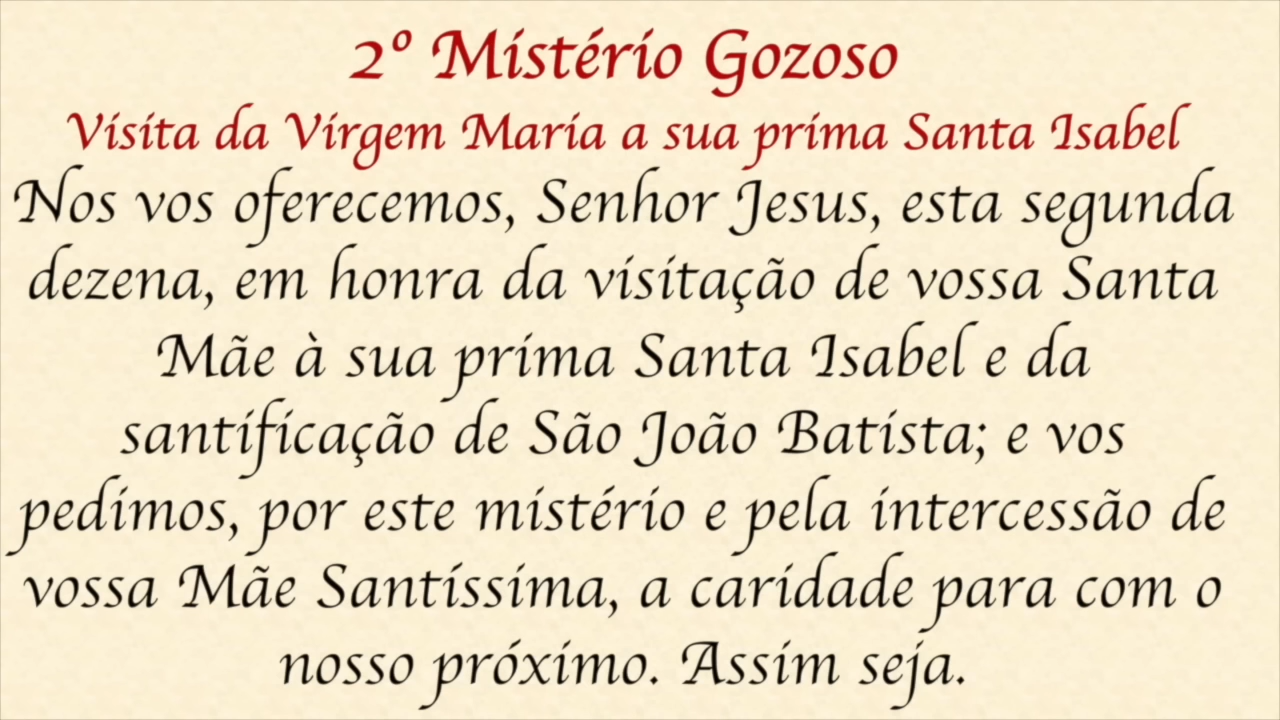 2º Mistério Gozoso
Visita da Virgem Maria a sua prima Santa Isabel
Nos vos oferecemos, Senhor Jesus, esta segunda
dezena, em honra da visitação de vossa Santa
Mãe à sua prima Santa Isabel e da
santificação de São João Batista; e vos
pedimos, por este mistério e pela intercessão de
vossa Mãe Santíssima, a caridade para com o
nosso próximo. Assim seja.